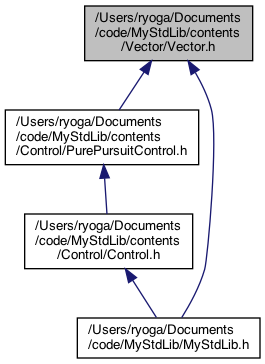 /Users/ryoga/Documents
/code/MyStdLib/contents
/Vector/Vector.h
/Users/ryoga/Documents
/code/MyStdLib/contents
/Control/PurePursuitControl.h
/Users/ryoga/Documents
/code/MyStdLib/contents
/Control/Control.h
/Users/ryoga/Documents
/code/MyStdLib/MyStdLib.h